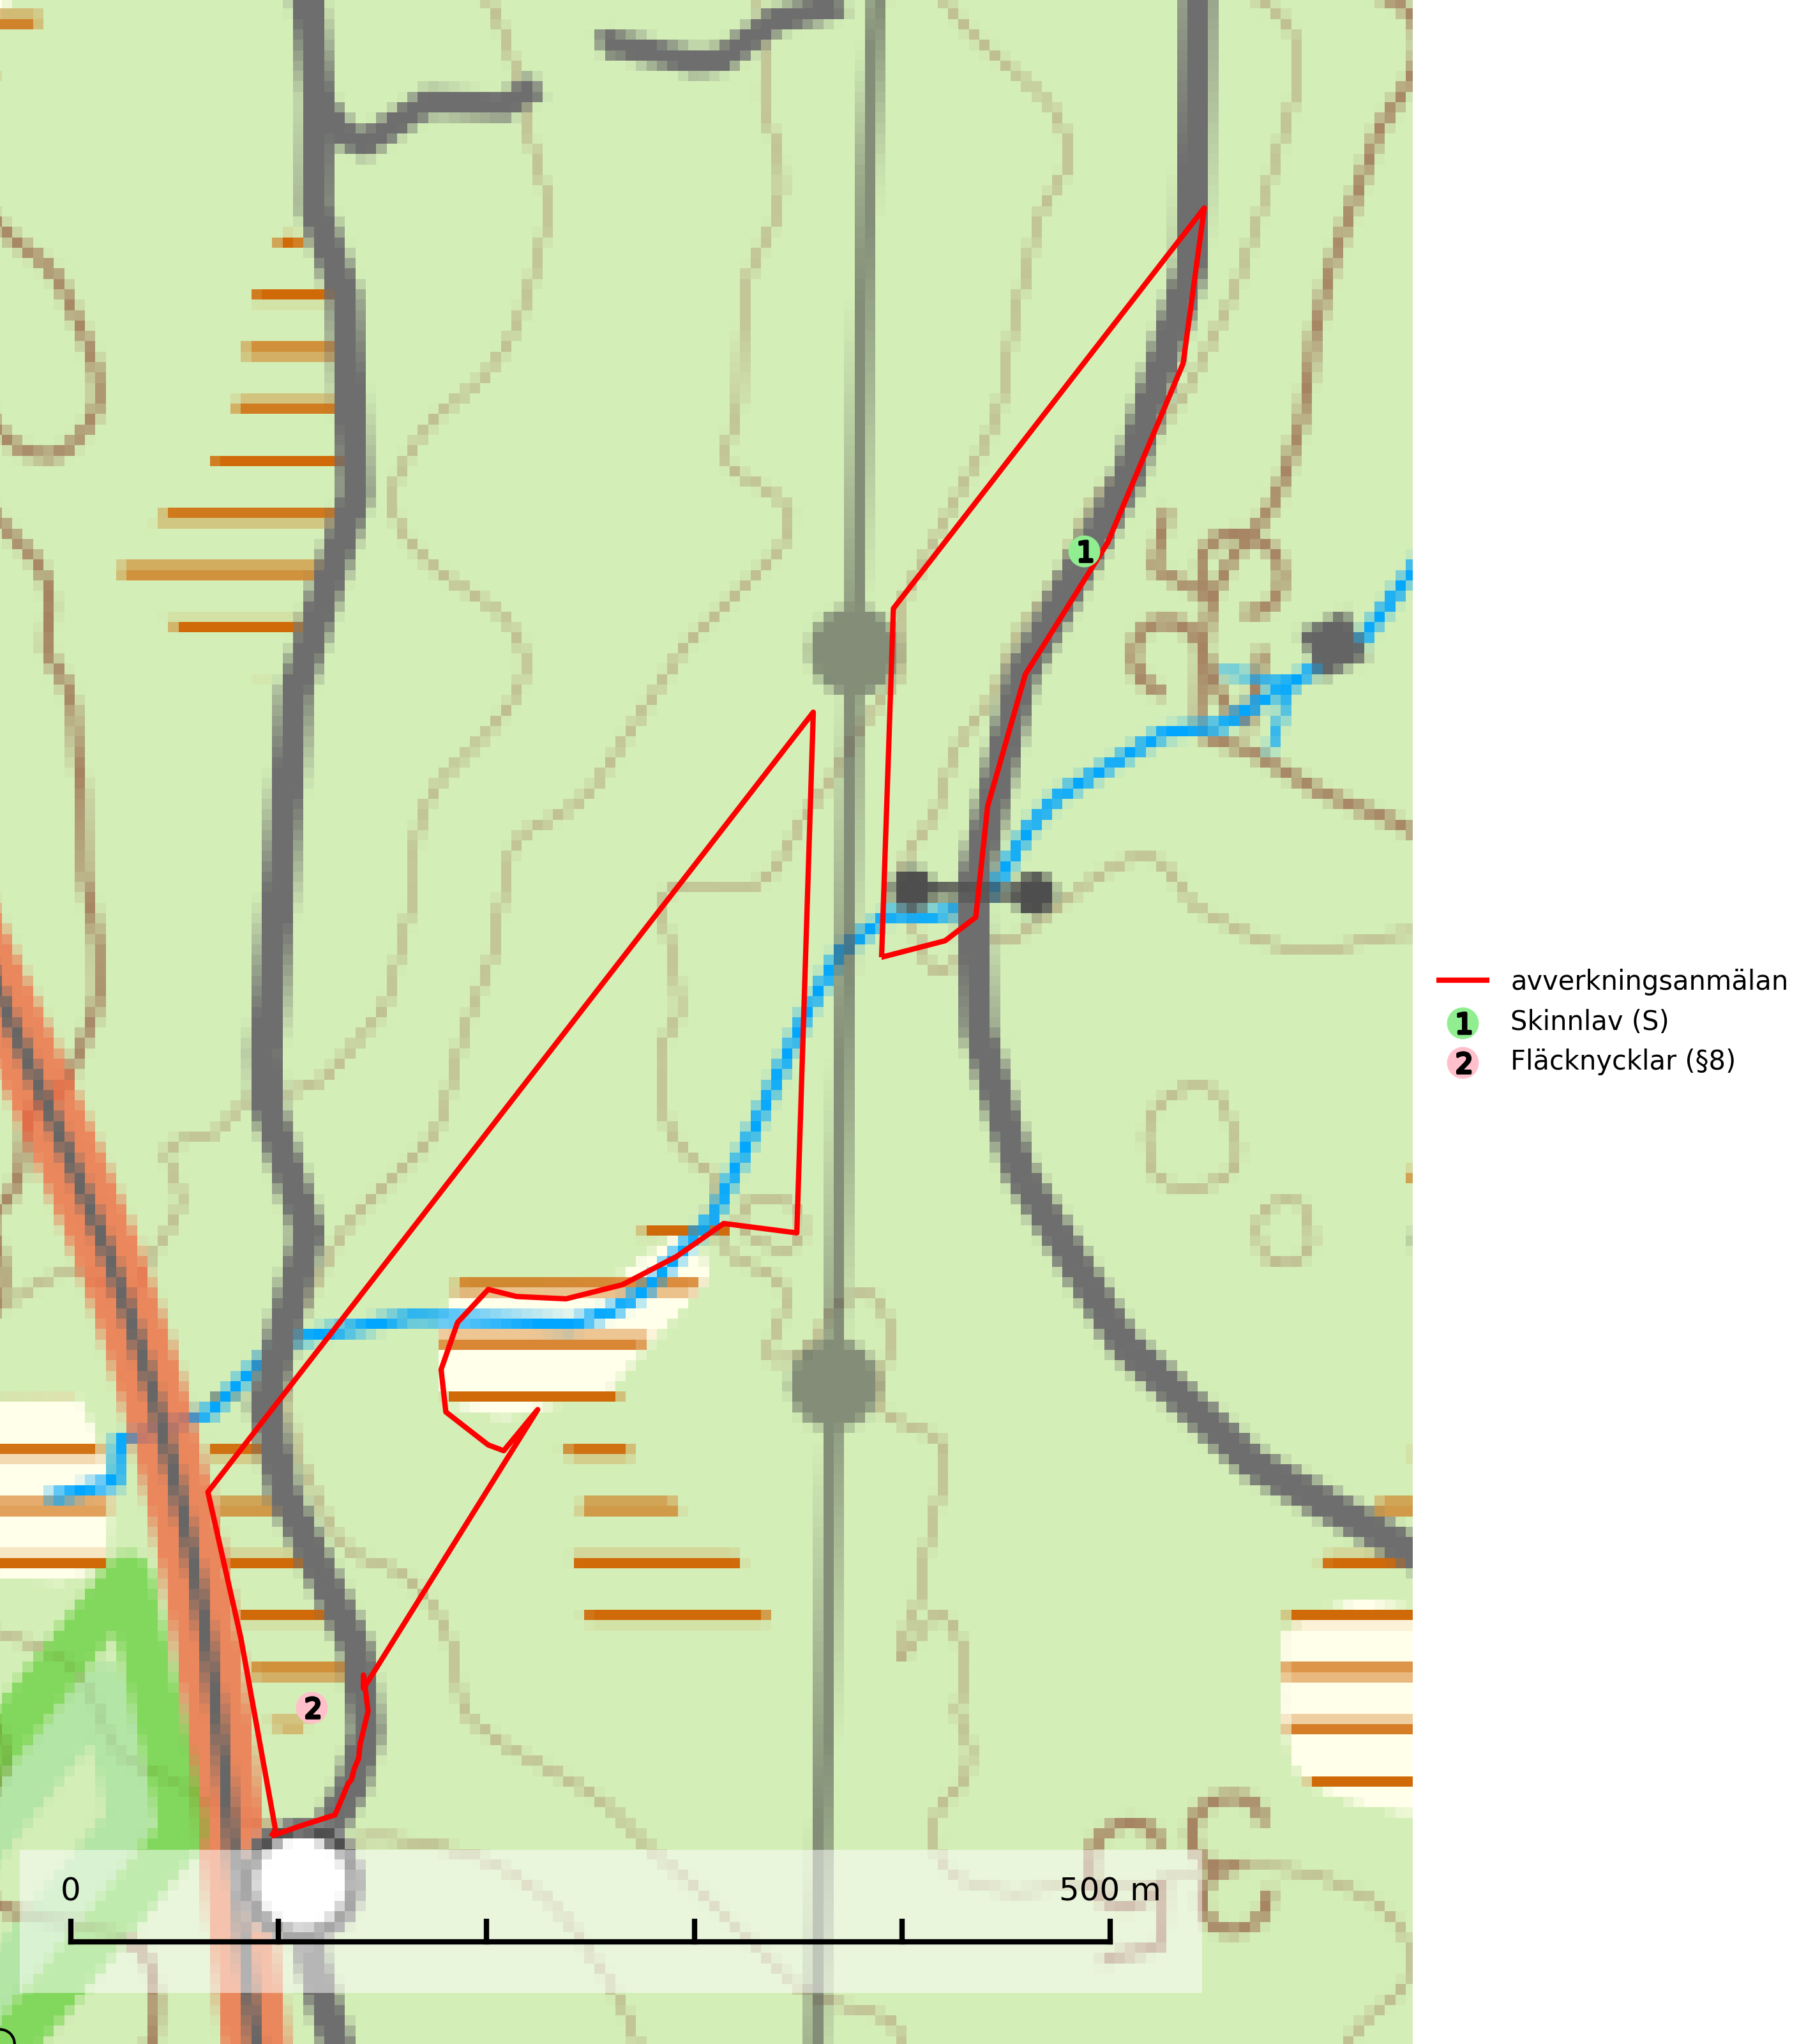 1
2
0
500 m
avverkningsanmälan
1 Skinnlav (S)
2 Fläcknycklar (§8)